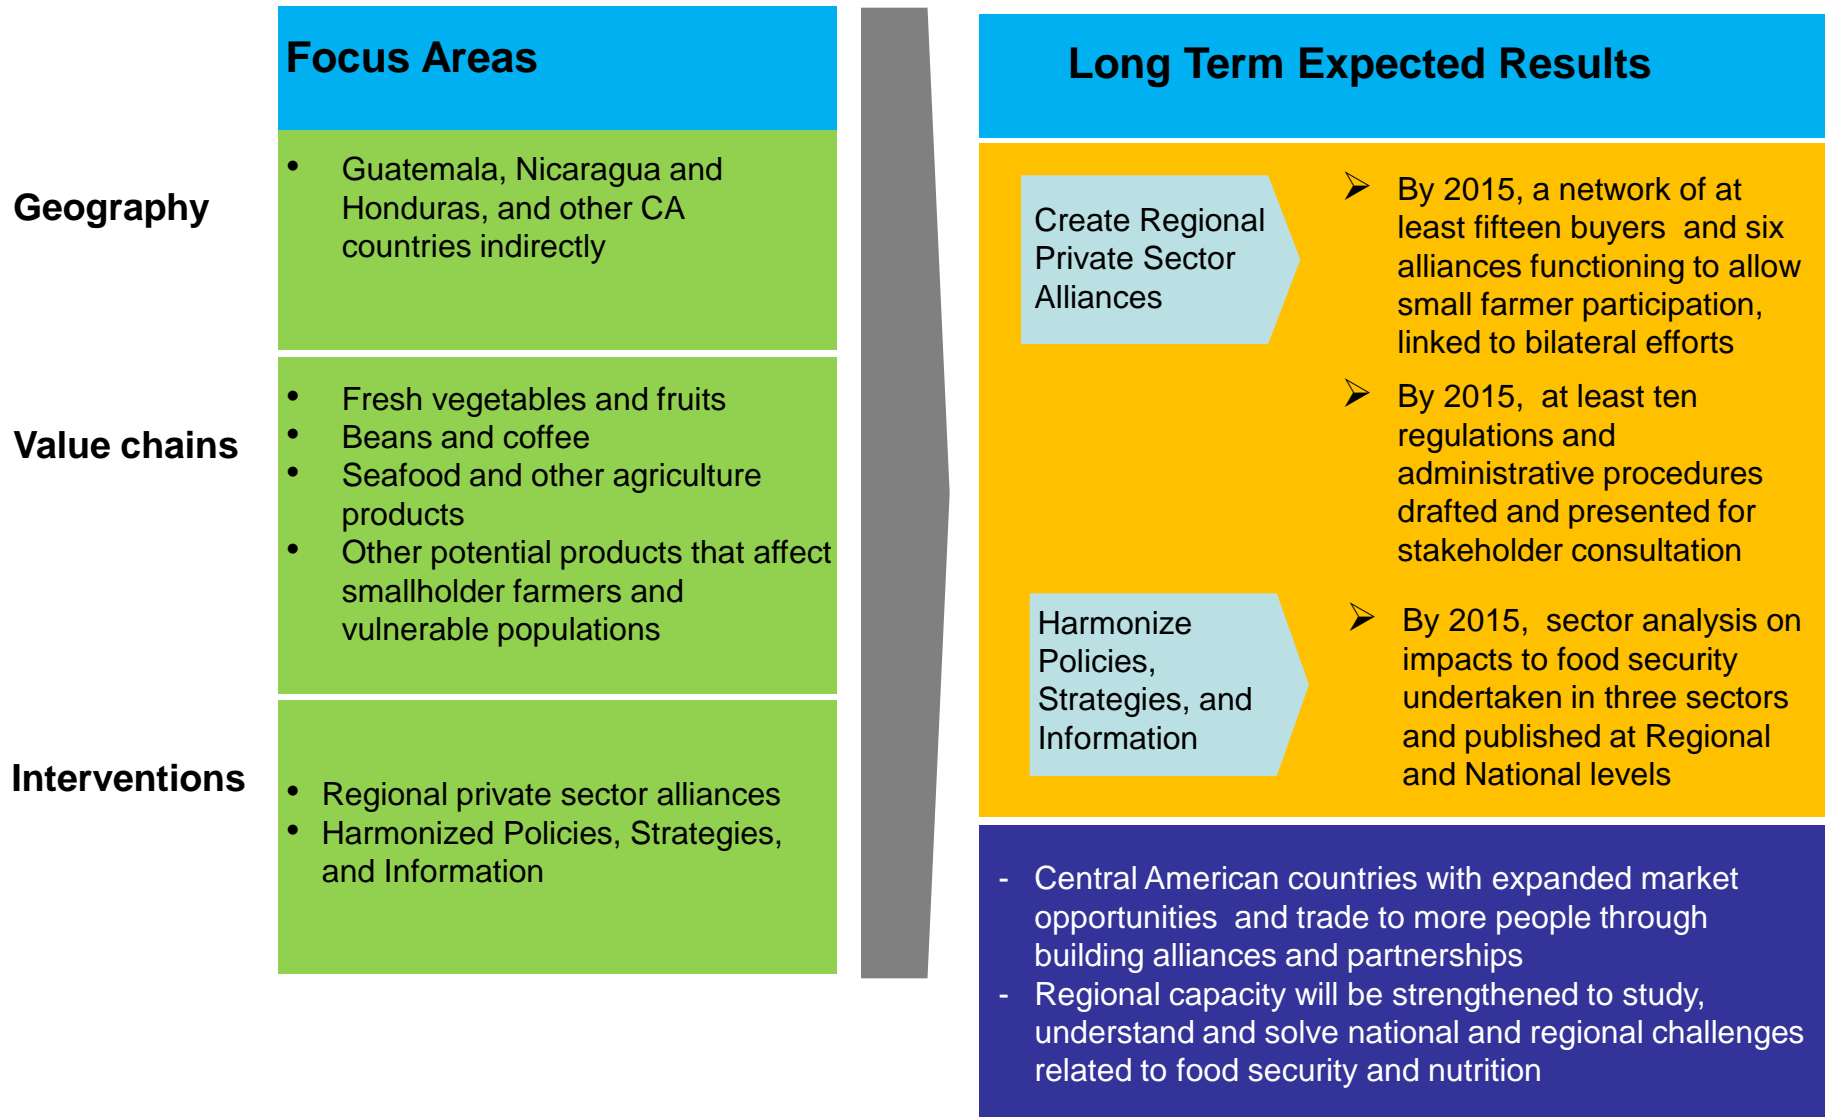 Focus Areas
Geography
• Guatemala, Nicaragua and
Honduras, and other CA
countries indirectly
Value chains
• Fresh vegetables and fruits
• Beans and coffee
• Seafood and other agriculture
products
• Other potential products that affect
smallholder farmers and
vulnerable populations
Interventions
• Regional private sector alliances
• Harmonized Policies, Strategies,
and Information
Long Term Expected Results
Create Regional
Private Sector
Alliances
➢ By 2015, a network of at
least fifteen buyers and six
alliances functioning to allow
small farmer participation,
linked to bilateral efforts
➢ By 2015, at least ten
regulations and
administrative procedures
drafted and presented for
stakeholder consultation
Harmonize
Policies,
Strategies, and
Information
➢ By 2015, sector analysis on
impacts to food security
undertaken in three sectors
and published at Regional
and National levels
- Central American countries with expanded market
opportunities and trade to more people through
building alliances and partnerships
- Regional capacity will be strengthened to study,
understand and solve national and regional challenges
related to food security and nutrition